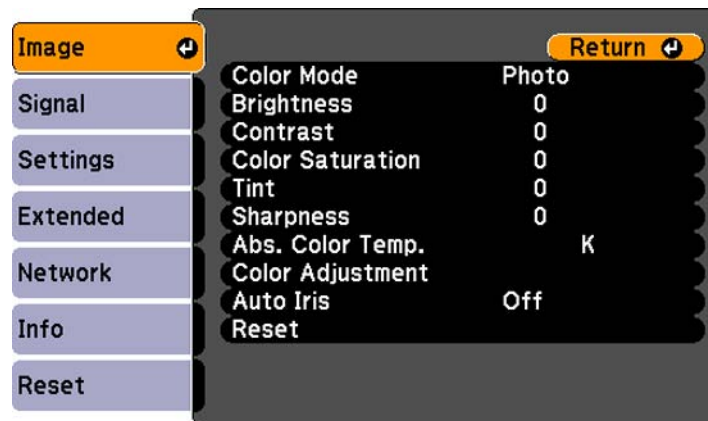 Image
Signal
Settings
Extended
Network
Info
Reset
Return
Color Mode Photo
Brightness 0
Contrast 0
Color Saturation 0
Tint 0
Sharpness 0
Abs. Color Temp. K
Color Adjustment
Auto Iris Off
Reset